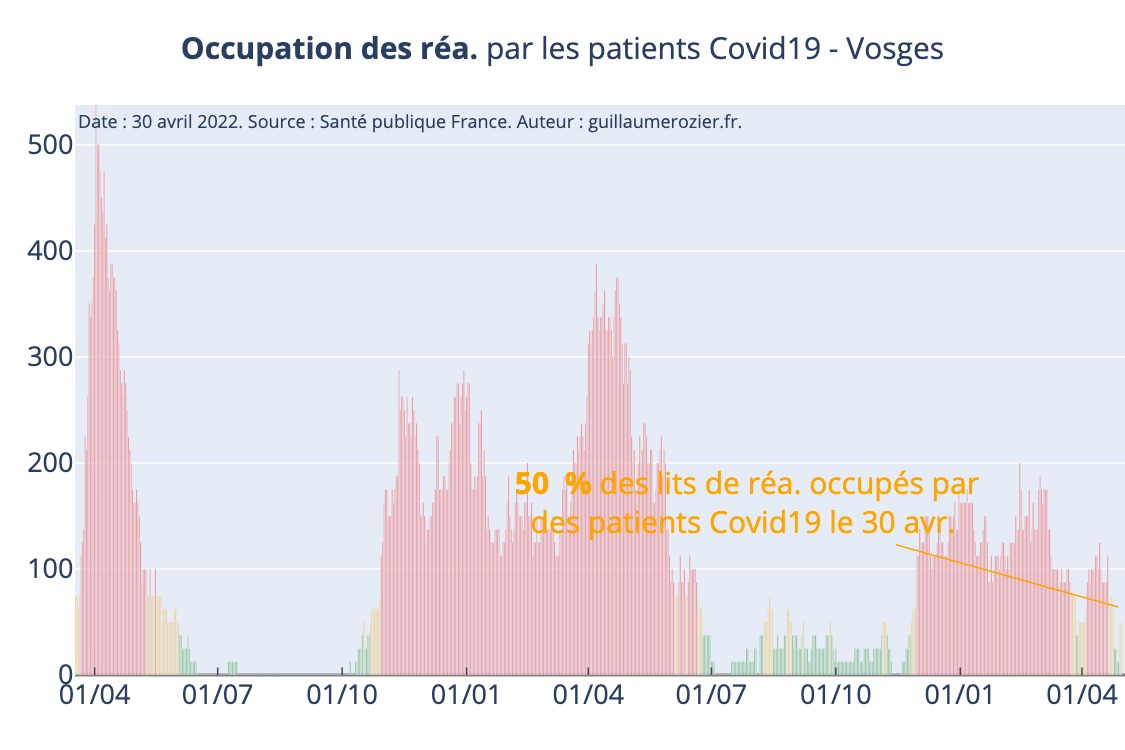 Occupation des réa. par les patients Covid19 - Vosges
Date : 30 avril 2022. Source : Santé publique France. Auteur : guillaumerozier.fr.
500
400
300
200
100
0
50 % des lits de réa. occupés par
des patients Covid19 le 30 avr.
01/04 01/07 01/10 01/01 01/04 01/07 01/10 01/01 01/04